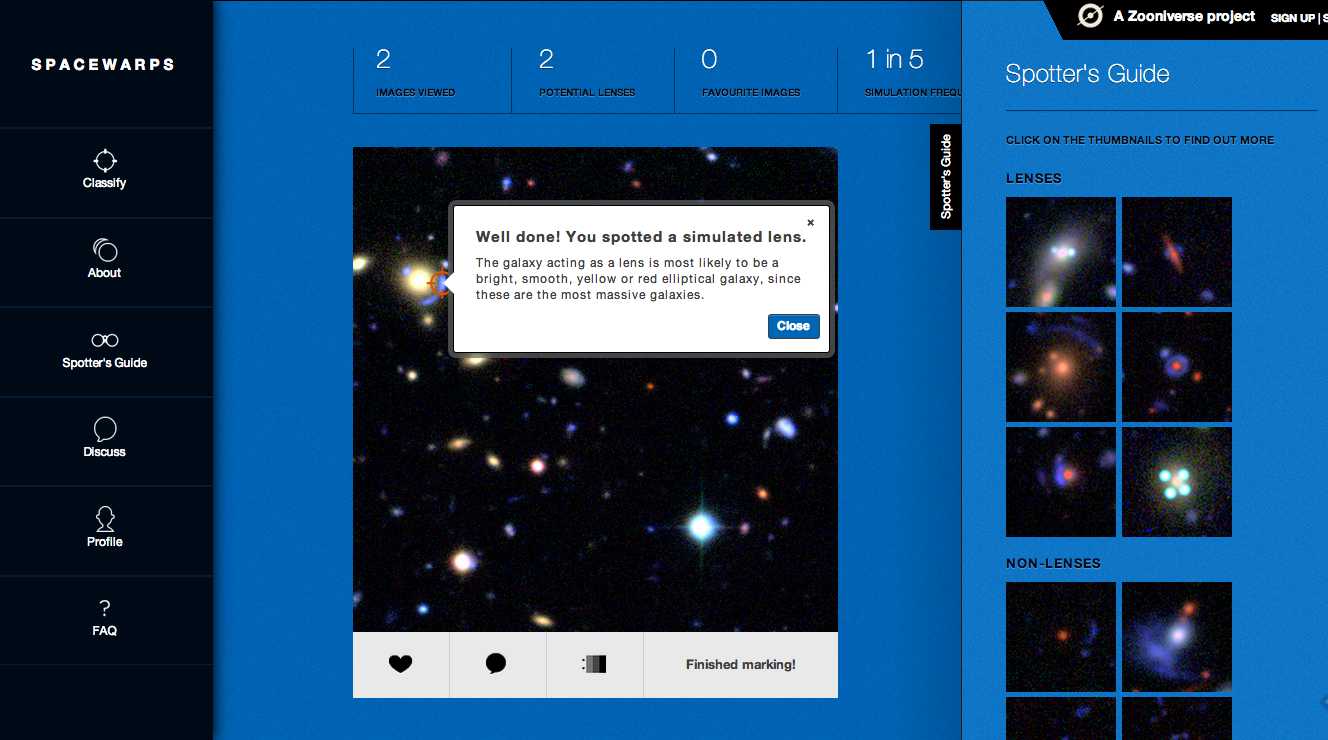 SPACEWARPS
Classify
About
Spotter's Guide
Discuss
Profile
?
FAQ
2
IMAGES VIEWED
2
POTENTIAL LENSES
0
FAVOURITE IMAGES
1 in 5
SIMULATION FREQU
Well done! You spotted a simulated lens.
The galaxy acting as a lens is most likely to be a
bright, smooth, yellow or red elliptical galaxy, since
these are the most massive galaxies.
Close
Finished marking!
Spotter's Guide
A Zooniverse project
SIGN UP | S
Spotter's Guide
CLICK ON THE THUMBNAILS TO FIND OUT MORE
LENSES
NON-LENSES